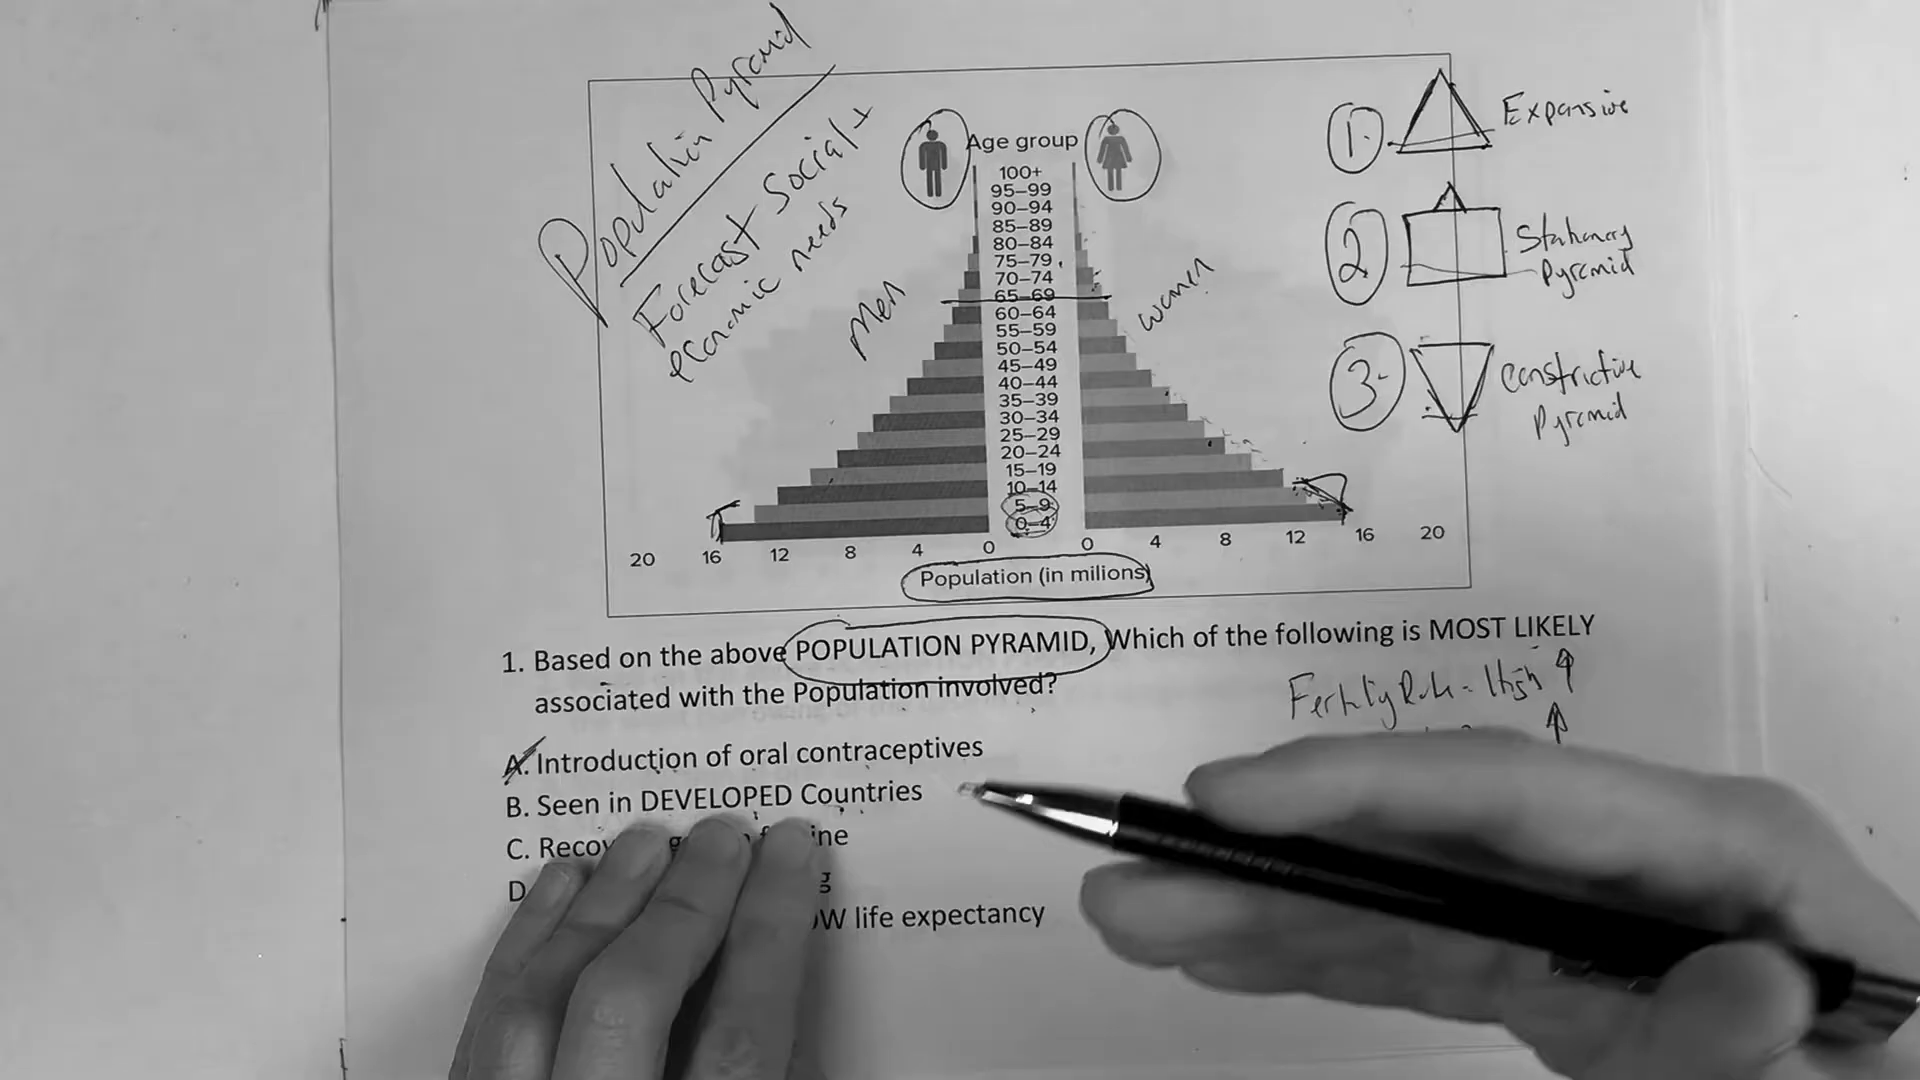 Population Pyramid
Forecast Social +
economic needs
Men
Women
Age group
100+
95–99
90–94
85–89
80–84
75–79
70–74
65–69
60–64
55–59
50–54
45–49
40–44
35–39
30–34
25–29
20–24
15–19
10–14
5–9
0–4
20 16 12 8 4 0 0 4 8 12 16 20
Population (in milions)
1. Expansive
2. Stationary
Pyramid
3. Constrictive
Pyramid
1. Based on the above POPULATION PYRAMID, Which of the following is MOST LIKELY
associated with the Population involved?
Fertility Rate - High ↑
↑
A. Introduction of oral contraceptives
B. Seen in DEVELOPED Countries
C.
D
life expectancy